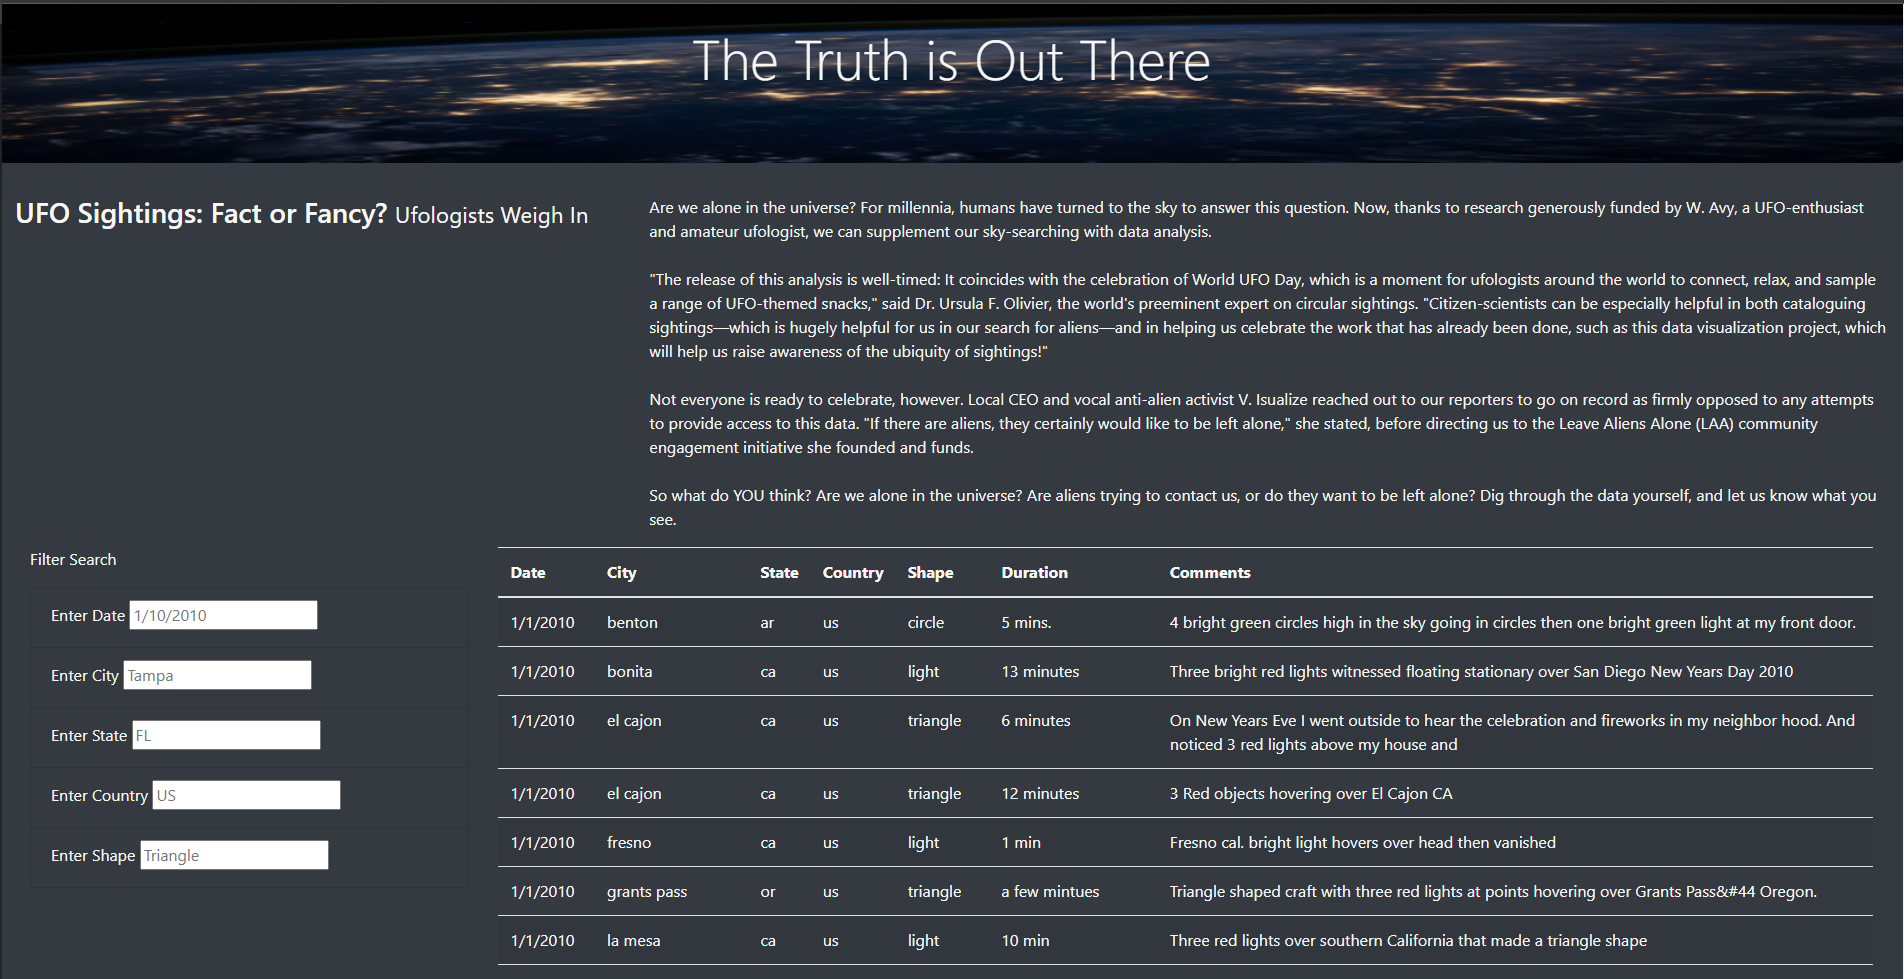 The Truth is Out There
UFO Sightings: Fact or Fancy? Ufologists Weigh In
Are we alone in the universe? For millennia, humans have turned to the sky to answer this question. Now, thanks to research generously funded by W. Avy, a UFO-enthusiast
and amateur ufologist, we can supplement our sky-searching with data analysis.
"The release of this analysis is well-timed: It coincides with the celebration of World UFO Day, which is a moment for ufologists around the world to connect, relax, and sample
a range of UFO-themed snacks," said Dr. Ursula F. Olivier, the world's preeminent expert on circular sightings. "Citizen-scientists can be especially helpful in both cataloguing
sightings—which is hugely helpful for us in our search for aliens—and in helping us celebrate the work that has already been done, such as this data visualization project, which
will help us raise awareness of the ubiquity of sightings!"
Not everyone is ready to celebrate, however. Local CEO and vocal anti-alien activist V. Isualize reached out to our reporters to go on record as firmly opposed to any attempts
to provide access to this data. "If there are aliens, they certainly would like to be left alone," she stated, before directing us to the Leave Aliens Alone (LAA) community
engagement initiative she founded and funds.
So what do YOU think? Are we alone in the universe? Are aliens trying to contact us, or do they want to be left alone? Dig through the data yourself, and let us know what you
see.
Filter Search
Enter Date 1/10/2010
Enter City Tampa
Enter State FL
Enter Country US
Enter Shape Triangle
Date City State Country Shape Duration Comments
1/1/2010 benton ar us circle 5 mins. 4 bright green circles high in the sky going in circles then one bright green light at my front door.
1/1/2010 bonita ca us light 13 minutes Three bright red lights witnessed floating stationary over San Diego New Years Day 2010
1/1/2010 el cajon ca us triangle 6 minutes On New Years Eve I went outside to hear the celebration and fireworks in my neighbor hood. And
noticed 3 red lights above my house and
1/1/2010 el cajon ca us triangle 12 minutes 3 Red objects hovering over El Cajon CA
1/1/2010 fresno ca us light 1 min Fresno cal. bright light hovers over head then vanished
1/1/2010 grants pass or us triangle a few mintues Triangle shaped craft with three red lights at points hovering over Grants Pass&#44 Oregon.
1/1/2010 la mesa ca us light 10 min Three red lights over southern California that made a triangle shape